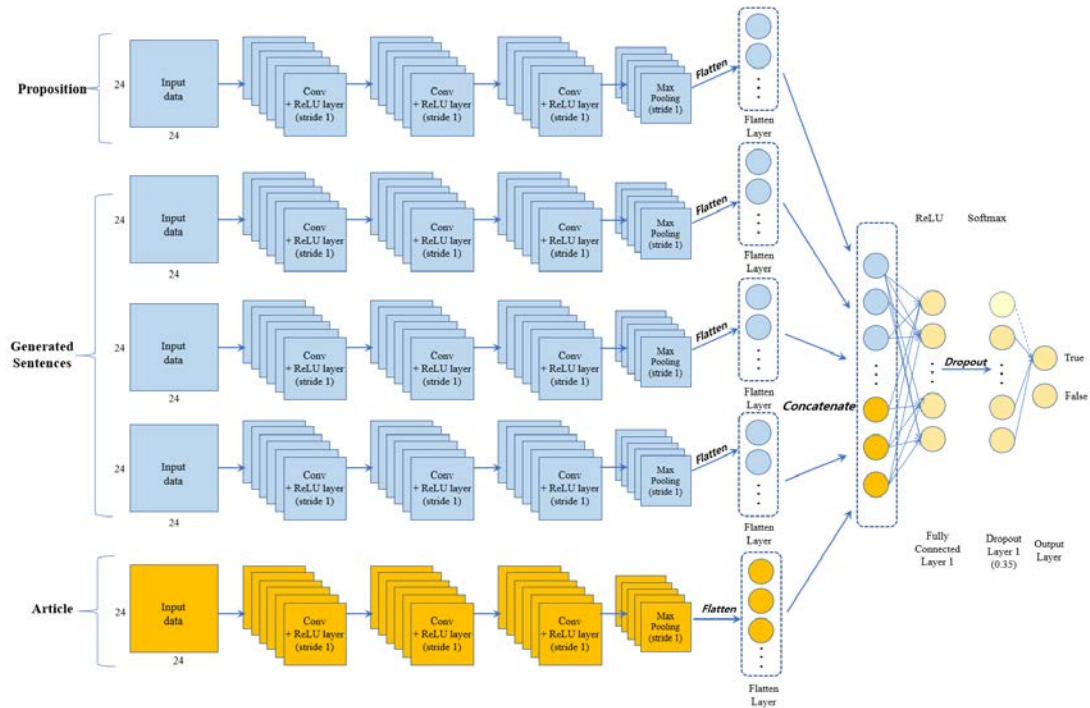 Proposition
24
Input
data
24
Conv
+ ReLU layer
(stride 1)
Conv
+ ReLU layer
(stride 1)
Conv
+ ReLU layer
(stride 1)
Max
Pooling
(stride 1)
Flatten
Flatten
Layer
Generated
Sentences
24
Input
data
24
Conv
+ ReLU layer
(stride 1)
Conv
+ ReLU layer
(stride 1)
Conv
+ ReLU layer
(stride 1)
Max
Pooling
(stride 1)
Flatten
Flatten
Layer
24
Input
data
24
Conv
+ ReLU layer
(stride 1)
Conv
+ ReLU layer
(stride 1)
Conv
+ ReLU layer
(stride 1)
Max
Pooling
(stride 1)
Flatten
Flatten
Layer
24
Input
data
24
Conv
+ ReLU layer
(stride 1)
Conv
+ ReLU layer
(stride 1)
Conv
+ ReLU layer
(stride 1)
Max
Pooling
(stride 1)
Flatten
Flatten
Layer
Article
24
Input
data
24
Conv
+ ReLU layer
(stride 1)
Conv
+ ReLU layer
(stride 1)
Conv
+ ReLU layer
(stride 1)
Max
Pooling
(stride 1)
Flatten
Flatten
Layer
Concatenate
ReLU
Softmax
Dropout
True
False
Fully
Connected
Layer 1
Dropout
Layer 1
(0.35)
Output
Layer